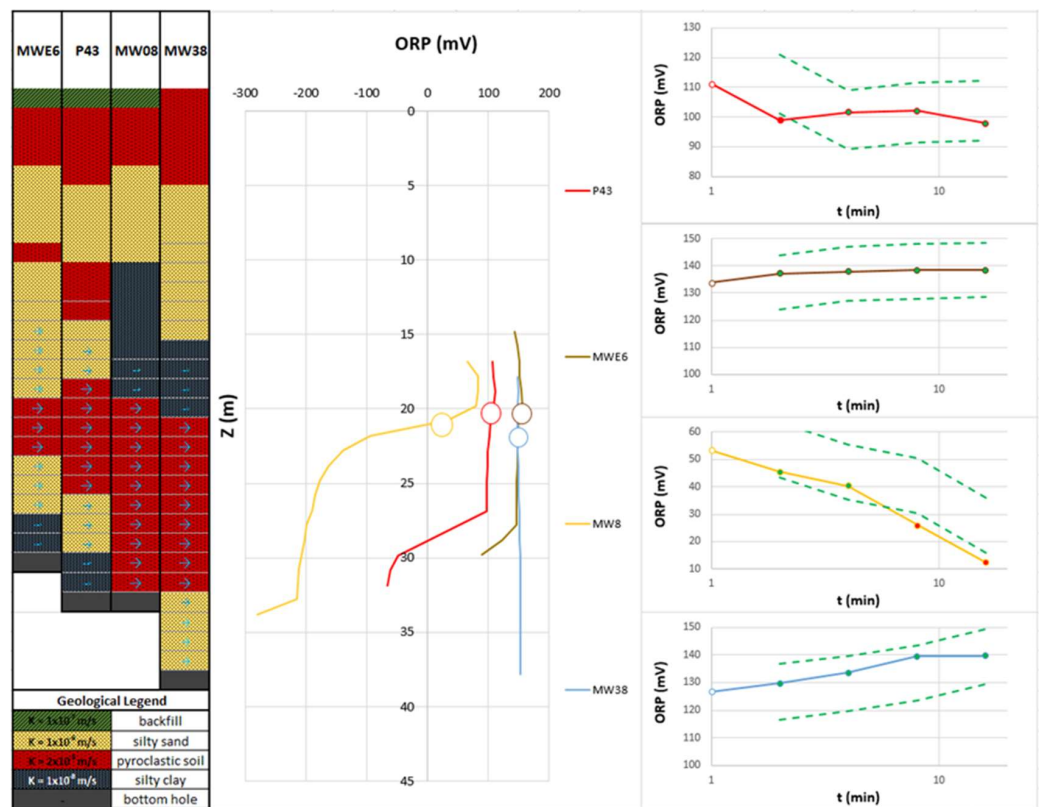 MWE6 P43 MW08 MW38
Geological Legend
K = 1x10⁻⁶ m/s silty sand
backfill
pyroclastic soil
K = 1x10⁻⁸ m/s silty clay
- bottom hole
ORP (mV)
-300 -200 -100 0 100 200
0
5
10
15
20
25
30
35
40
45
Z (m)
P43
MWE6
MW8
MW38
130
120
110
100
90
80
ORP (mV)
1 10
t (min)
150
140
130
120
110
100
ORP (mV)
1 10
t (min)
60
50
40
30
20
10
ORP (mV)
1 10
t (min)
150
140
130
120
110
100
ORP (mV)
1 10
t (min)